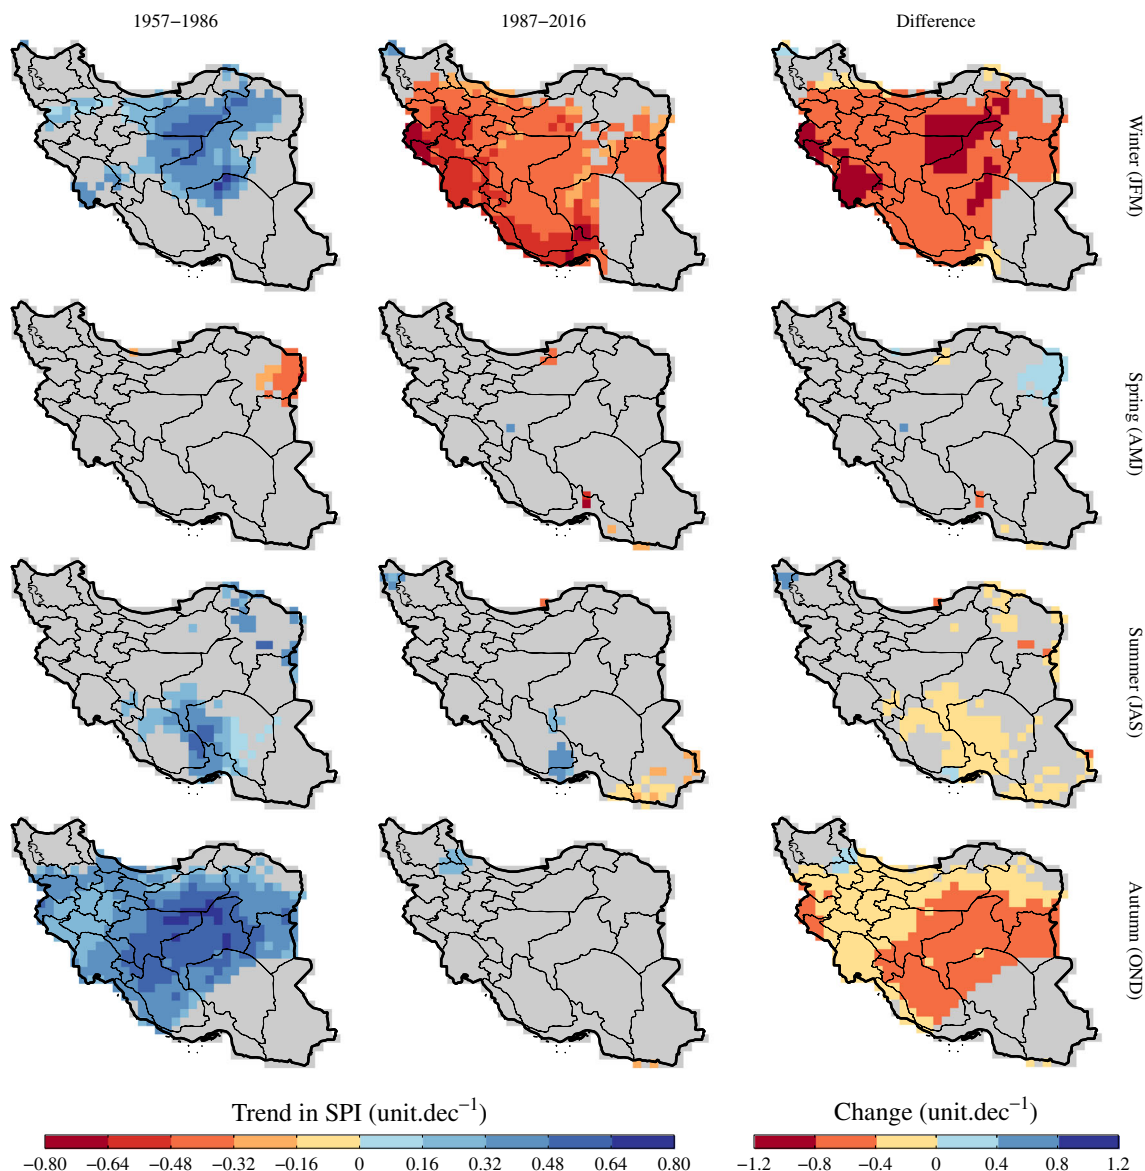 1957−1986 1987−2016 Difference
Winter (JFM)
Spring (AMJ)
Summer (JAS)
Autumn (OND)
Trend in SPI (unit.dec−1) Change (unit.dec−1)
−0.80 −0.64 −0.48 −0.32 −0.16 0 0.16 0.32 0.48 0.64 0.80 −1.2 −0.8 −0.4 0 0.4 0.8 1.2